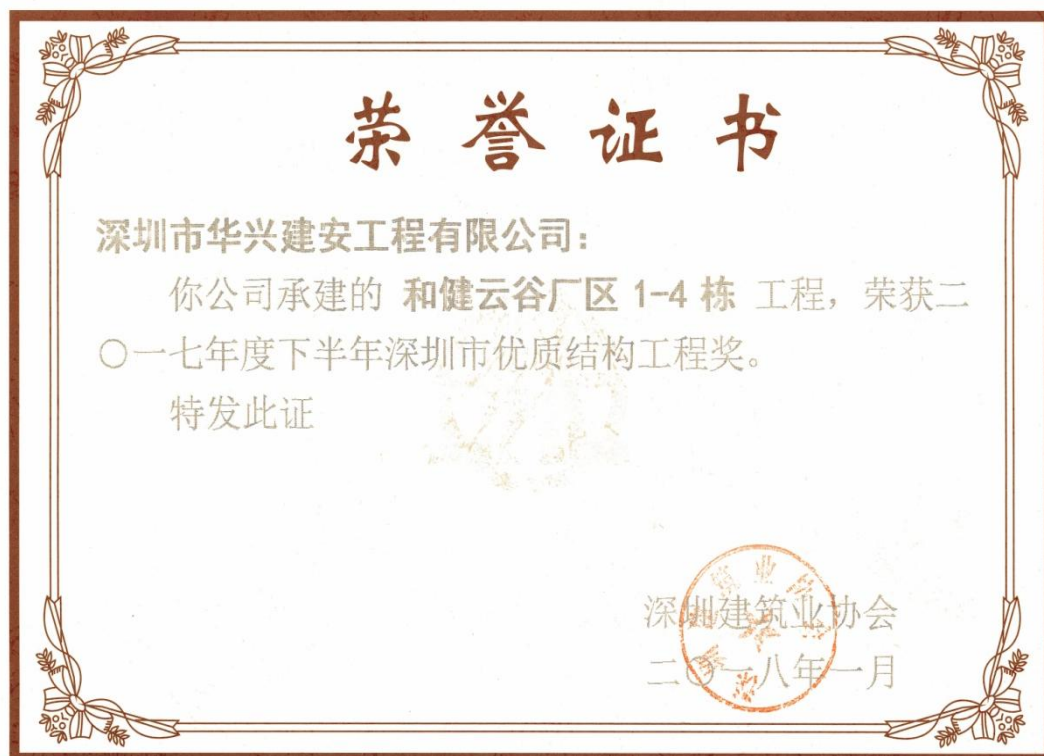 荣誉证书
深圳市华兴建安工程有限公司：
你公司承建的 和健云谷厂区 1-4 栋 工程，荣获二
〇一七年度下半年深圳市优质结构工程奖。
特发此证
深圳建筑业协会
二〇一八年一月